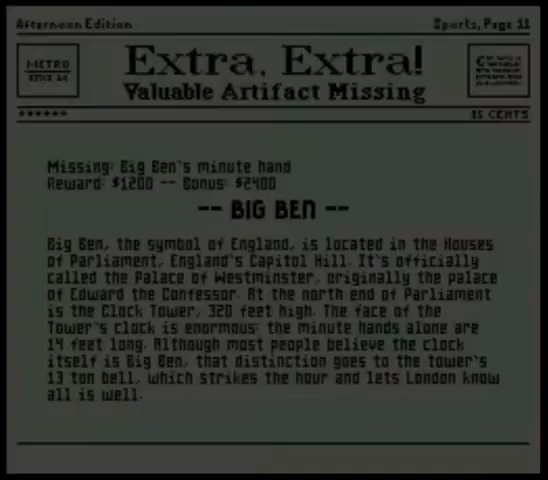 Afternoon Edition
Sports, Page 11
METRO
Extra, Extra!
Valuable Artifact Missing
******
35 CENTS
Missing: Big Ben's minute hand
Reward: $1200 -- Bonus: $2400
-- BIG BEN --
Big Ben, the symbol of England, is located in the Houses
of Parliament, England's Capitol Hill. It's officially
called the Palace of Westminster, originally the palace
of Edward the Confessor. At the north end of Parliament
is the Clock Tower, 320 feet high. The face of the
Tower's clock is enormous: the minute hands alone are
14 feet long. Although most people believe the clock
itself is Big Ben, that distinction goes to the tower's
13 ton bell, which strikes the hour and lets London know
all is well.